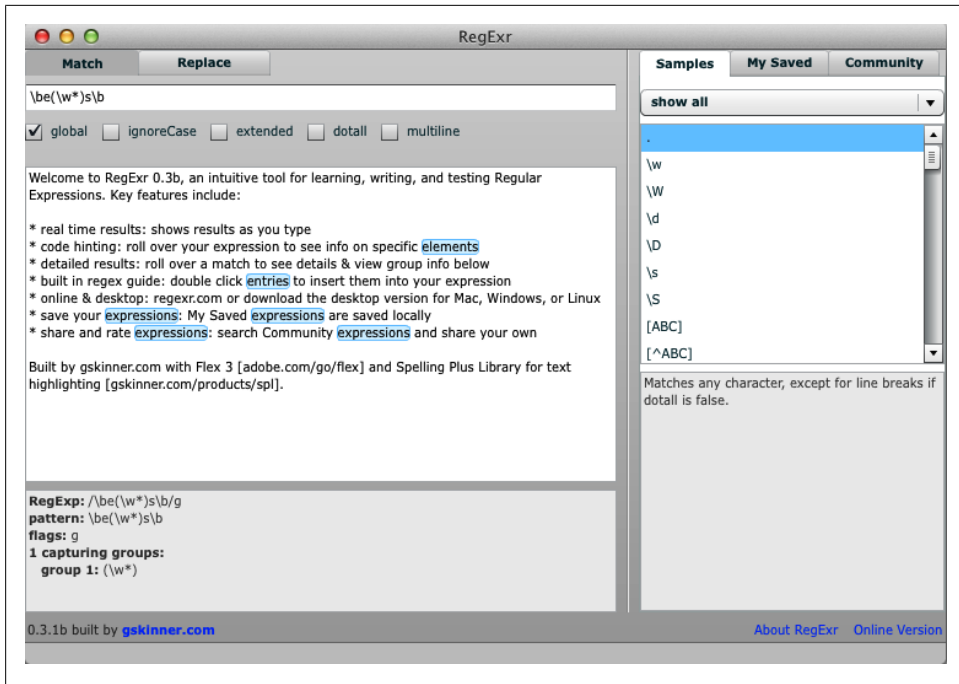 RegExr
Match Replace
\be(\w*)s\b
global ignoreCase extended dotall multiline
Welcome to RegExr 0.3b, an intuitive tool for learning, writing, and testing Regular
Expressions. Key features include:
* real time results: shows results as you type
* code hinting: roll over your expression to see info on specific elements
* detailed results: roll over a match to see details & view group info below
* built in regex guide: double click entries to insert them into your expression
* online & desktop: regexr.com or download the desktop version for Mac, Windows, or Linux
* save your expressions: My Saved expressions are saved locally
* share and rate expressions: search Community expressions and share your own
Built by gskinner.com with Flex 3 [adobe.com/go/flex] and Spelling Plus Library for text
highlighting [gskinner.com/products/spl].
RegExp: /\be(\w*)s\b/g
pattern: \be(\w*)s\b
flags: g
1 capturing groups:
group 1: (\w*)
Samples My Saved Community
show all
.
\w
\W
\d
\D
\s
\S
[ABC]
[^ABC]
Matches any character, except for line breaks if
dotall is false.
0.3.1b built by gskinner.com
About RegExr Online Version